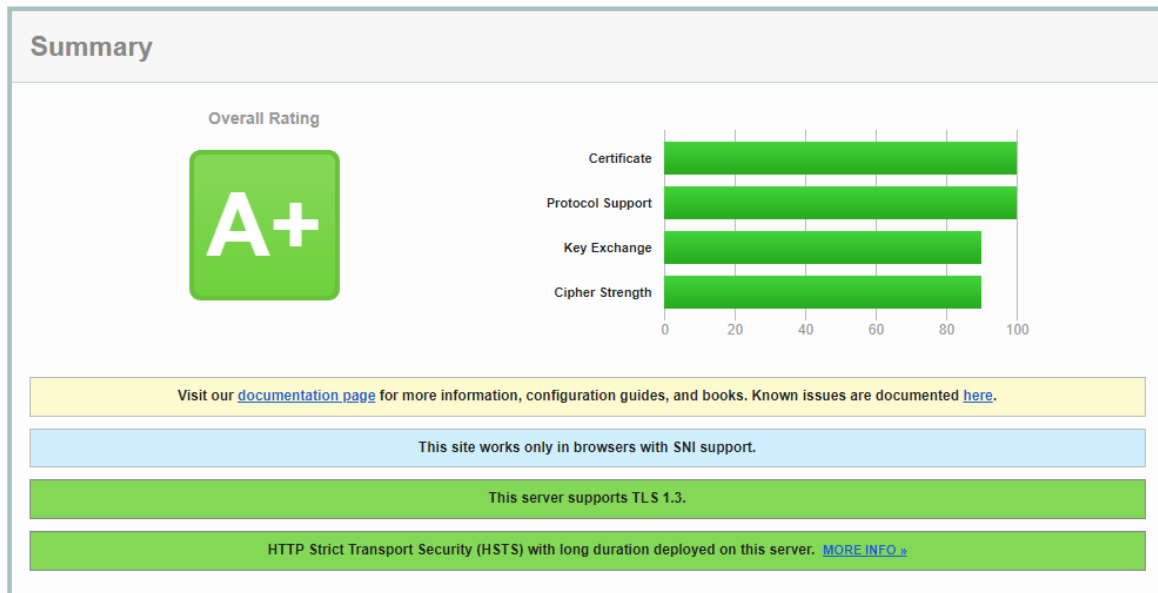 Summary
Overall Rating
A+
Certificate
Protocol Support
Key Exchange
Cipher Strength
0 20 40 60 80 100
Visit our documentation page for more information, configuration guides, and books. Known issues are documented here.
This site works only in browsers with SNI support.
This server supports TLS 1.3.
HTTP Strict Transport Security (HSTS) with long duration deployed on this server. MORE INFO »